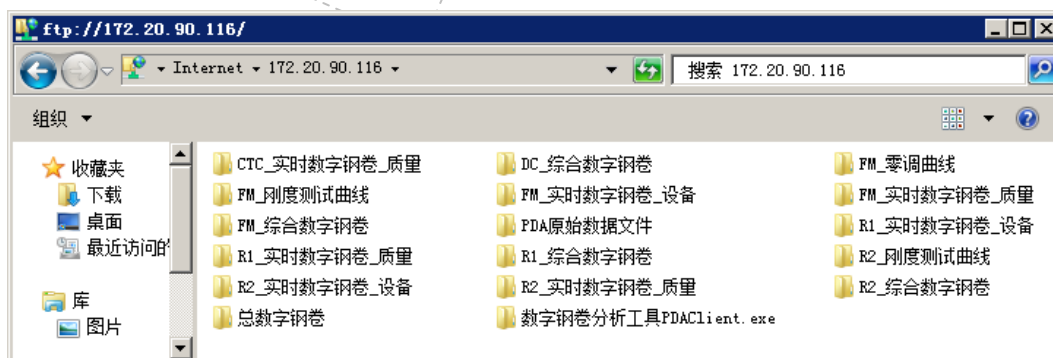 ftp://172.20.90.116/
Internet 172.20.90.116
搜索 172.20.90.116
组织
收藏夹
下载
桌面
最近访问的
库
图片
CTC_实时数字钢卷_质量 DC_综合数字钢卷 FM_零调曲线
FM_刚度测试曲线 FM_实时数字钢卷_设备 FM_实时数字钢卷_质量
FM_综合数字钢卷 PDA原始数据文件 R1_实时数字钢卷_设备
R1_实时数字钢卷_质量 R1_综合数字钢卷 R2_刚度测试曲线
R2_实时数字钢卷_设备 R2_实时数字钢卷_质量 R2_综合数字钢卷
总数字钢卷 数字钢卷分析工具PDAClient.exe